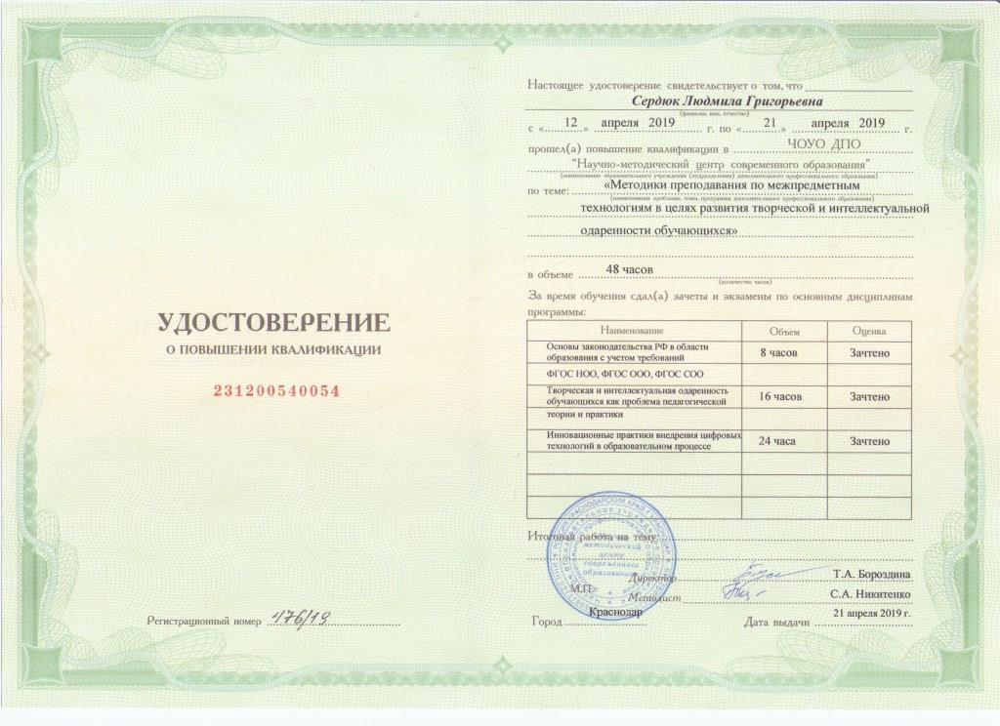 УДОСТОВЕРЕНИЕ
О ПОВЫШЕНИИ КВАЛИФИКАЦИИ
231200540054
Регистрационный номер 476/19
Настоящее удостоверение свидетельствует о том, что
Сердюк Людмила Григорьевна
(фамилия, имя, отчество)
с «12» апреля 2019 г. по «21» апреля 2019 г.
прошел(а) повышение квалификации в ЧОУО ДПО
"Научно-методический центр современного образования"
(наименование образовательного учреждения (подразделения) дополнительного профессионального образования)
по теме: «Методики преподавания по межпредметным
(наименование проблемы, темы, программы дополнительного профессионального образования)
технологиям в целях развития творческой и интеллектуальной
одаренности обучающихся»
в объеме 48 часов
(количество часов)
За время обучения сдал(а) зачеты и экзамены по основным дисциплинам
программы:
Наименование Объем Оценка
Основы законодательства РФ в области
образования с учетом требований 8 часов Зачтено
ФГОС НОО, ФГОС ООО, ФГОС СОО
Творческая и интеллектуальная одаренность
обучающихся как проблема педагогической 16 часов Зачтено
теории и практики
Инновационные практики внедрения цифровых
технологий в образовательном процессе 24 часа Зачтено
Итоговая работа на тему:
методический
центр
современного
образования
Директор Т.А. Бороздина
М.П.
Методист С.А. Никитенко
Город Краснодар
Дата выдачи 21 апреля 2019 г.